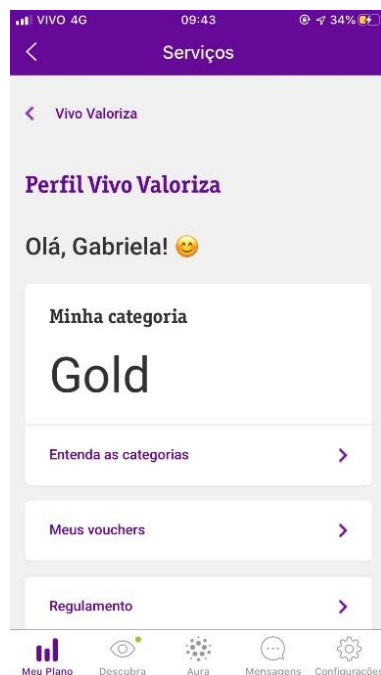 VIVO 4G 09:43 34%
Serviços
Vivo Valoriza
Perfil Vivo Valoriza
Olá, Gabriela! 😊
Minha categoria
Gold
Entenda as categorias
Meus vouchers
Regulamento
Meu Plano Descubra Aura Mensagens Configurações